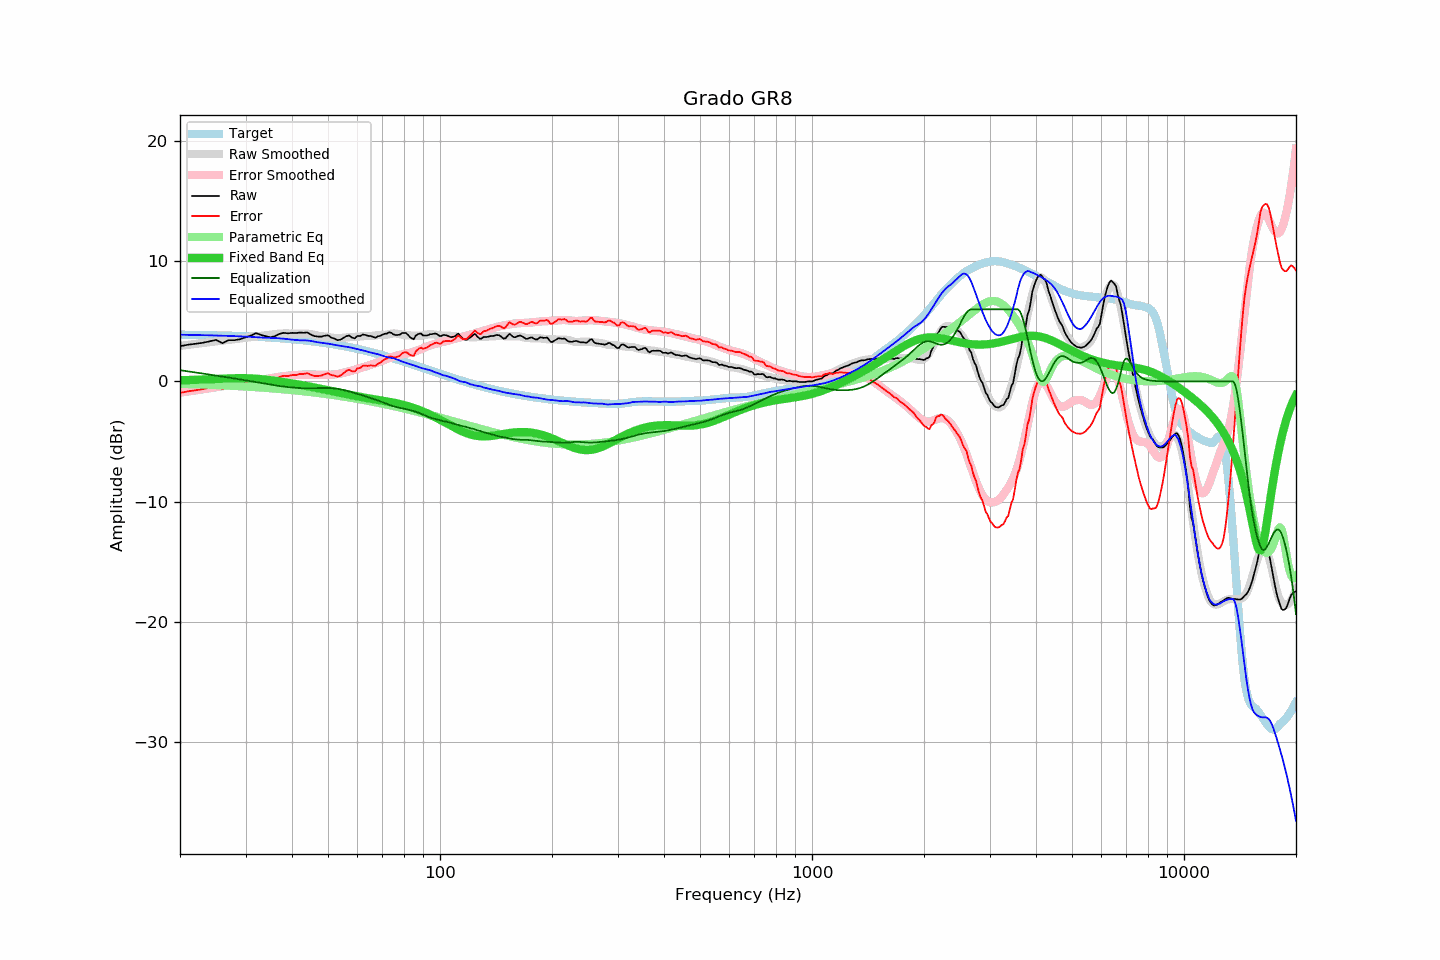 Grado GR8
Target
Raw Smoothed
Error Smoothed
Raw
Error
Parametric Eq
Fixed Band Eq
Equalization
Equalized smoothed
20
10
0
−10
−20
−30
Amplitude (dBr)
100
1000
10000
Frequency (Hz)